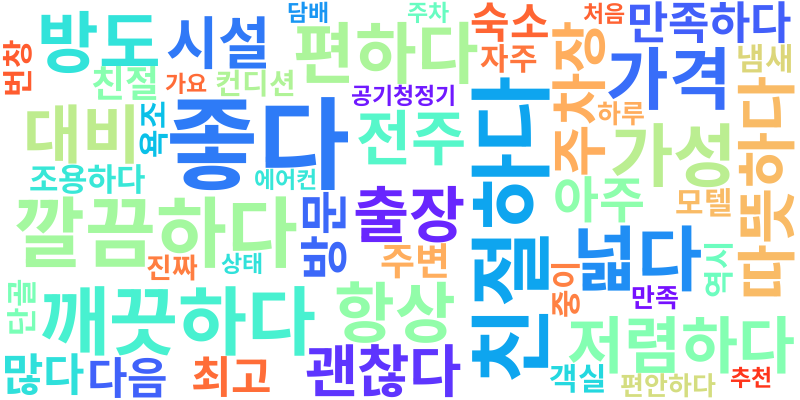 담배
주차
처음
방도
시설
편하다
숙소
만족하다
번창
친절
가요
컨디션
자주
주차장
가격
냄새
공기청정기
대비
욕조
좋다
전주
친절하다
하루
가성
따뜻하다
조용하다
에어컨
아주
모텔
깔끔하다
방문
출장
넓다
진짜
상태
주변
역시
단골
깨끗하다
항상
중이
만족
저렴하다
많다
다음
최고
괜찮다
객실
편안하다
추천